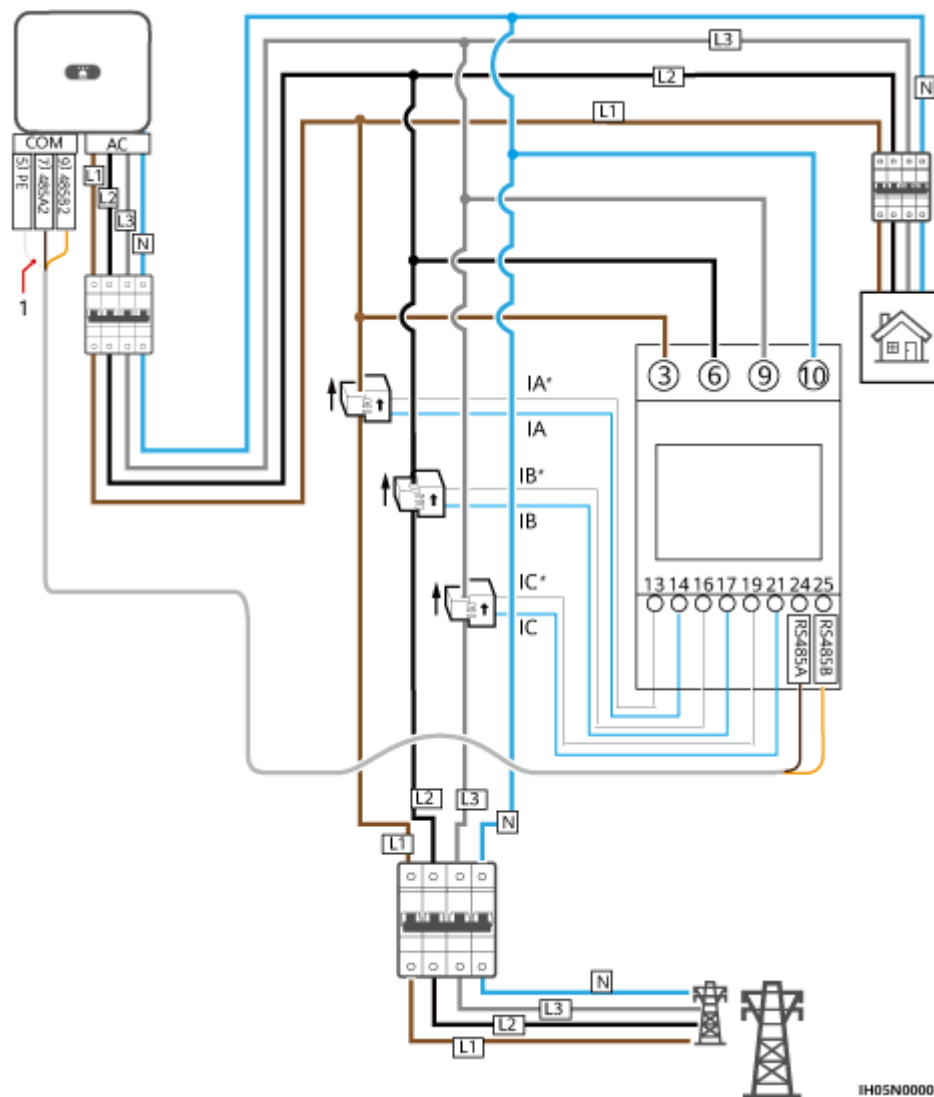 L3
L2
N
L1
COM
AC
5) PE
7) 485A2
9) 485B2
L1
L2
L3
N
1
3
6
9
10
IA*
IA
IB*
IB
IC*
IC
13 14 16 17 19 21 24 25
RS485A
RS485B
L2
L3
N
L1
N
L3
L2
L1
IH05N0000